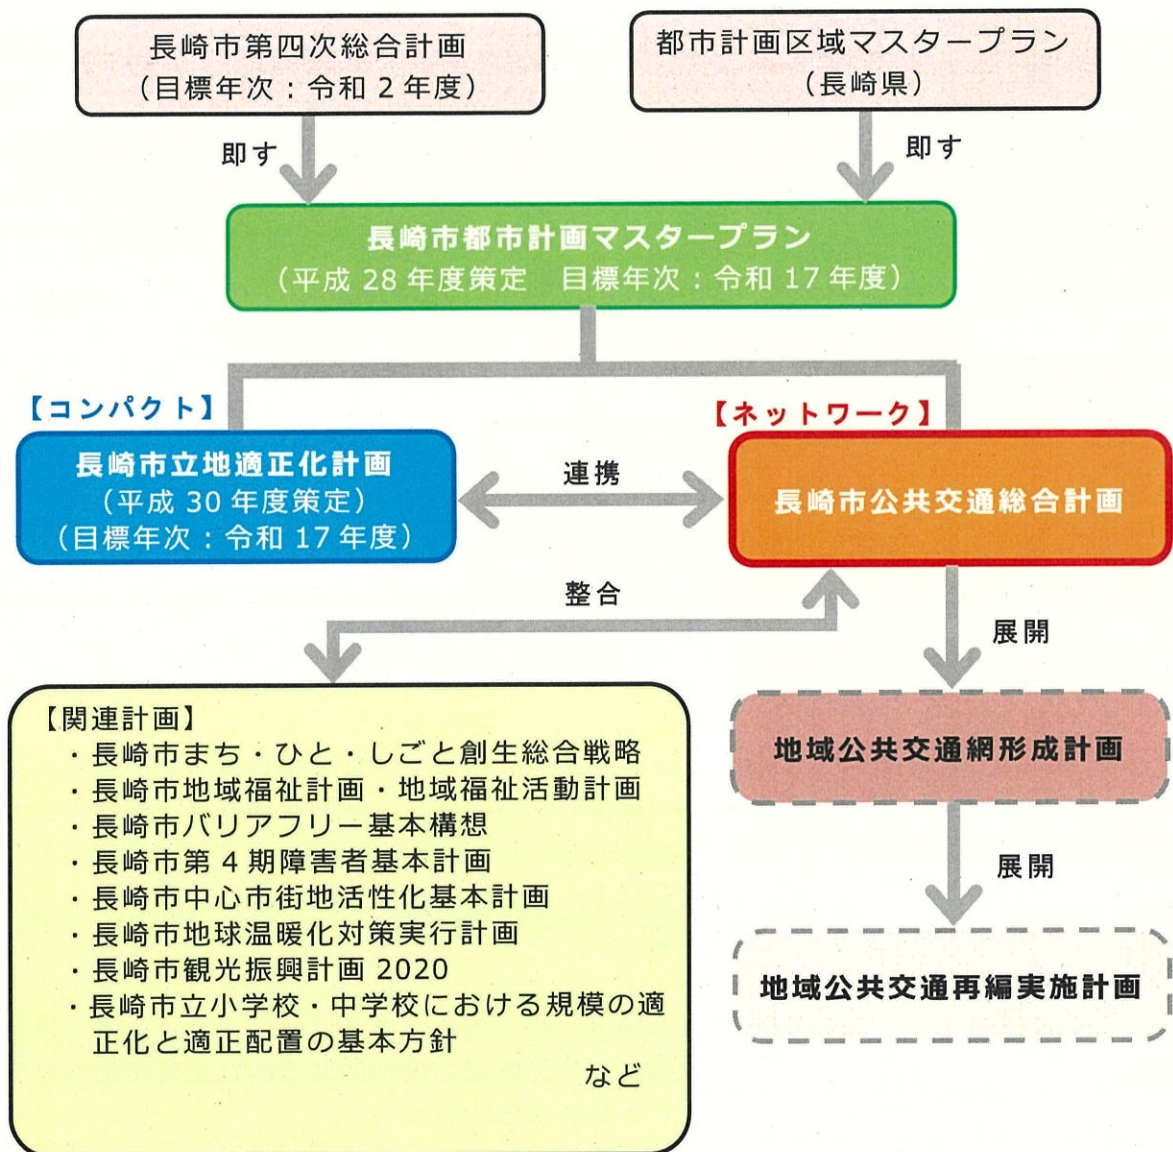 長崎市第四次総合計画
（目標年次：令和 2 年度）
都市計画区域マスタープラン
（長崎県）
即す
即す
長崎市都市計画マスタープラン
（平成 28 年度策定　目標年次：令和 17 年度）
【コンパクト】
【ネットワーク】
長崎市立地適正化計画
（平成 30 年度策定）
（目標年次：令和 17 年度）
連携
長崎市公共交通総合計画
整合
展開
【関連計画】
・長崎市まち・ひと・しごと創生総合戦略
・長崎市地域福祉計画・地域福祉活動計画
・長崎市バリアフリー基本構想
・長崎市第 4 期障害者基本計画
・長崎市中心市街地活性化基本計画
・長崎市地球温暖化対策実行計画
・長崎市観光振興計画 2020
・長崎市立小学校・中学校における規模の適
正化と適正配置の基本方針
など
地域公共交通網形成計画
展開
地域公共交通再編実施計画